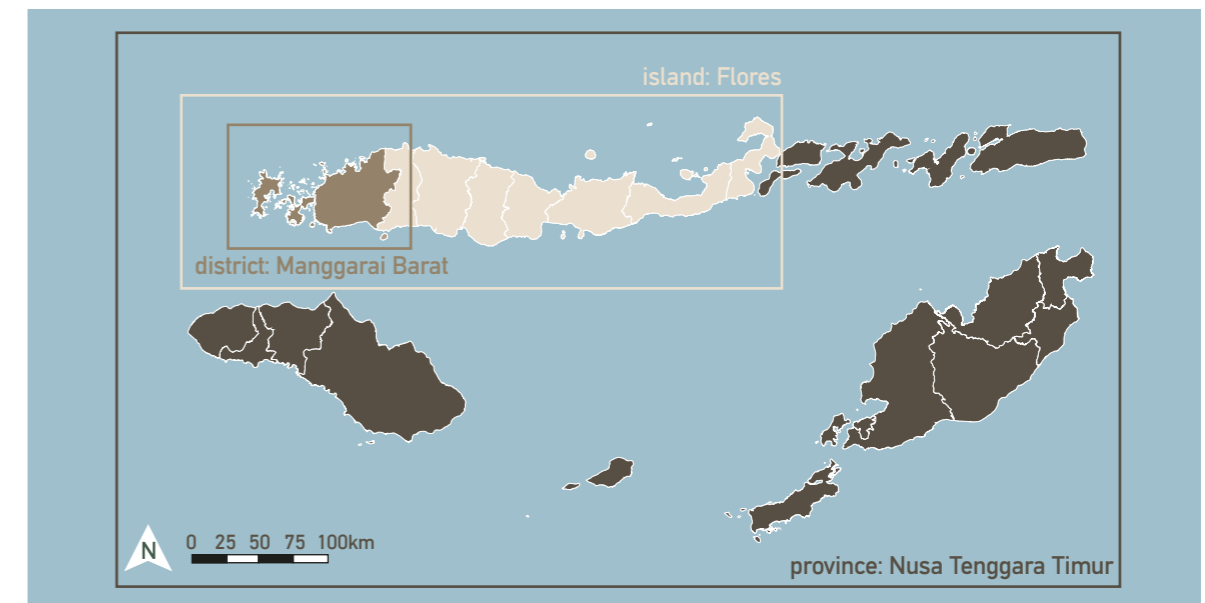 island: Flores
district: Manggarai Barat
N
0 25 50 75 100km
province: Nusa Tenggara Timur